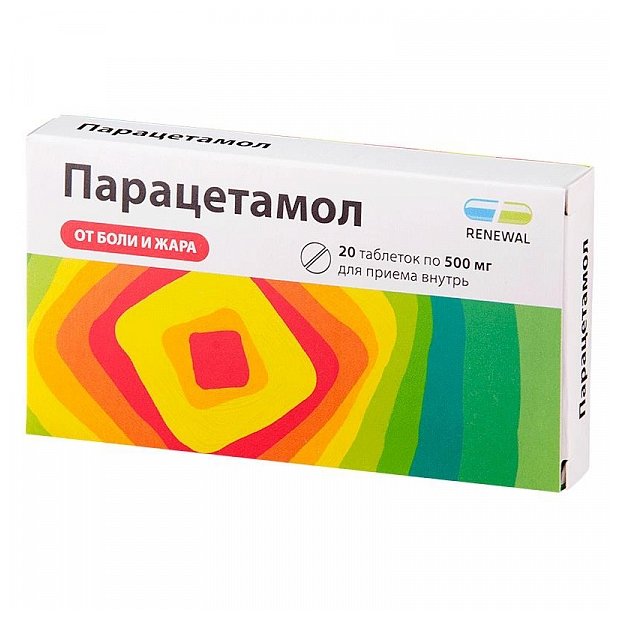 Парацетамол
Парацетамол
ОТ БОЛИ И ЖАРА
RENEWAL
20 таблеток по 500 мг
для приема внутрь
Парацетамол